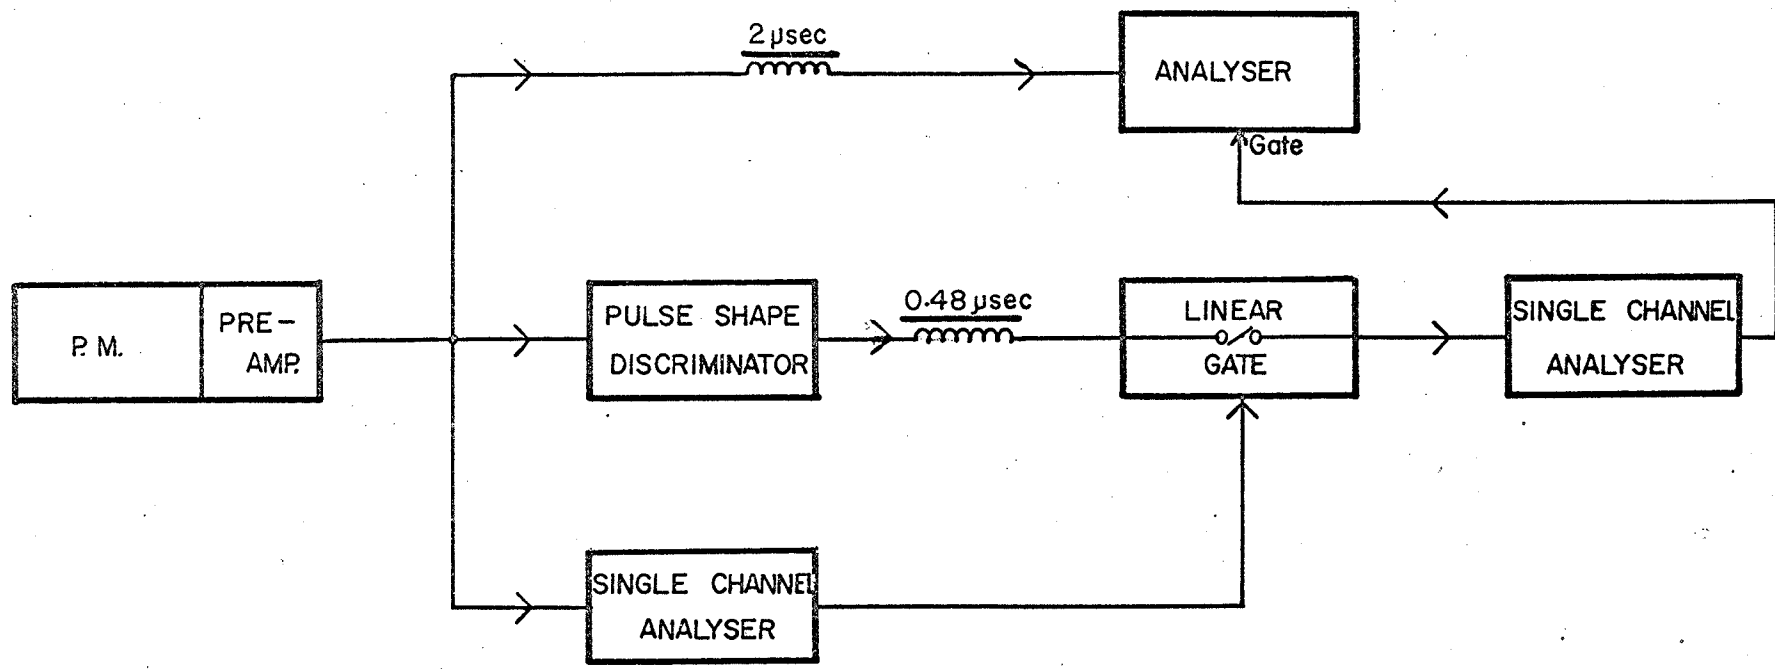 2 µsec
ANALYSER
Gate
P. M.
PRE-
AMP.
PULSE SHAPE
DISCRIMINATOR
0.48 µsec
LINEAR
GATE
SINGLE CHANNEL
ANALYSER
SINGLE CHANNEL
ANALYSER